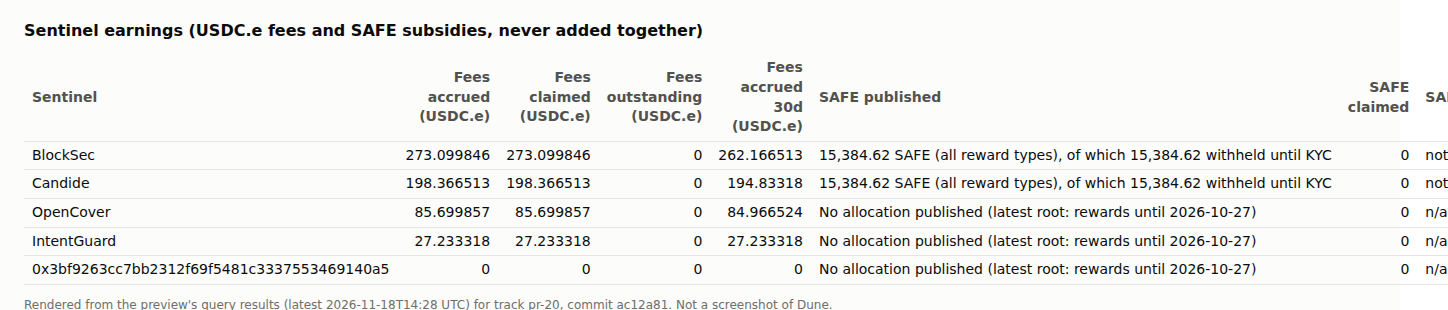 Sentinel earnings (USDC.e fees and SAFE subsidies, never added together)
Sentinel Fees accrued (USDC.e) Fees claimed (USDC.e) Fees outstanding (USDC.e) Fees accrued 30d (USDC.e) SAFE published SAFE claimed
BlockSec 273.099846 273.099846 0 262.166513 15,384.62 SAFE (all reward types), of which 15,384.62 withheld until KYC 0 not
Candide 198.366513 198.366513 0 194.83318 15,384.62 SAFE (all reward types), of which 15,384.62 withheld until KYC 0 not
OpenCover 85.699857 85.699857 0 84.966524 No allocation published (latest root: rewards until 2026-10-27) 0 n/a
IntentGuard 27.233318 27.233318 0 27.233318 No allocation published (latest root: rewards until 2026-10-27) 0 n/a
0x3bf9263cc7bb2312f69f5481c3337553469140a5 0 0 0 0 No allocation published (latest root: rewards until 2026-10-27) 0 n/a
Rendered from the preview's query results (latest 2026-11-18T14:28 UTC) for track pr-20, commit ac12a81. Not a screenshot of Dune.